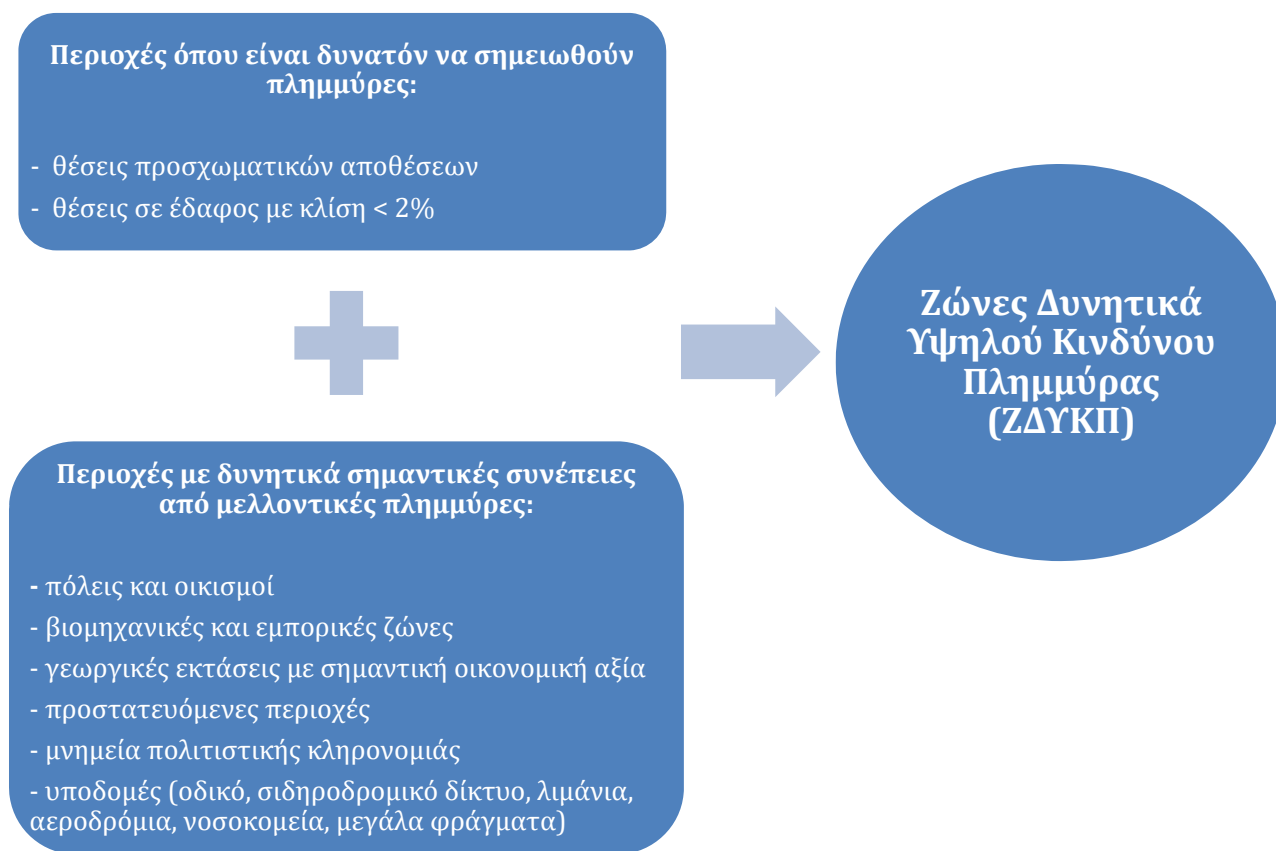 Περιοχές όπου είναι δυνατόν να σημειωθούν
πλημμύρες:
- θέσεις προσχωματικών αποθέσεων
- θέσεις σε έδαφος με κλίση < 2%
Περιοχές με δυνητικά σημαντικές συνέπειες
από μελλοντικές πλημμύρες:
- πόλεις και οικισμοί
- βιομηχανικές και εμπορικές ζώνες
- γεωργικές εκτάσεις με σημαντική οικονομική αξία
- προστατευόμενες περιοχές
- μνημεία πολιτιστικής κληρονομιάς
- υποδομές (οδικό, σιδηροδρομικό δίκτυο, λιμάνια,
αεροδρόμια, νοσοκομεία, μεγάλα φράγματα)
Ζώνες Δυνητικά
Υψηλού Κινδύνου
Πλημμύρας
(ΖΔΥΚΠ)